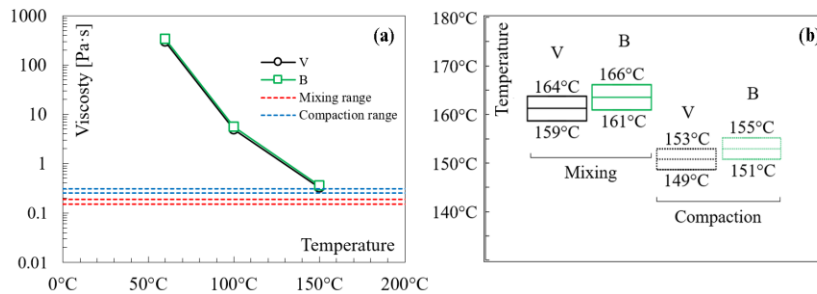 1000
100
10
1
0.1
0.01
Viscosty [Pa·s]
(a)
V
B
Mixing range
Compaction range
Temperature
0°C 50°C 100°C 150°C 200°C
180°C
170°C
160°C
150°C
140°C
Temperature
(b)
V B
164°C 166°C
159°C 161°C
Mixing
V B
153°C 155°C
149°C 151°C
Compaction